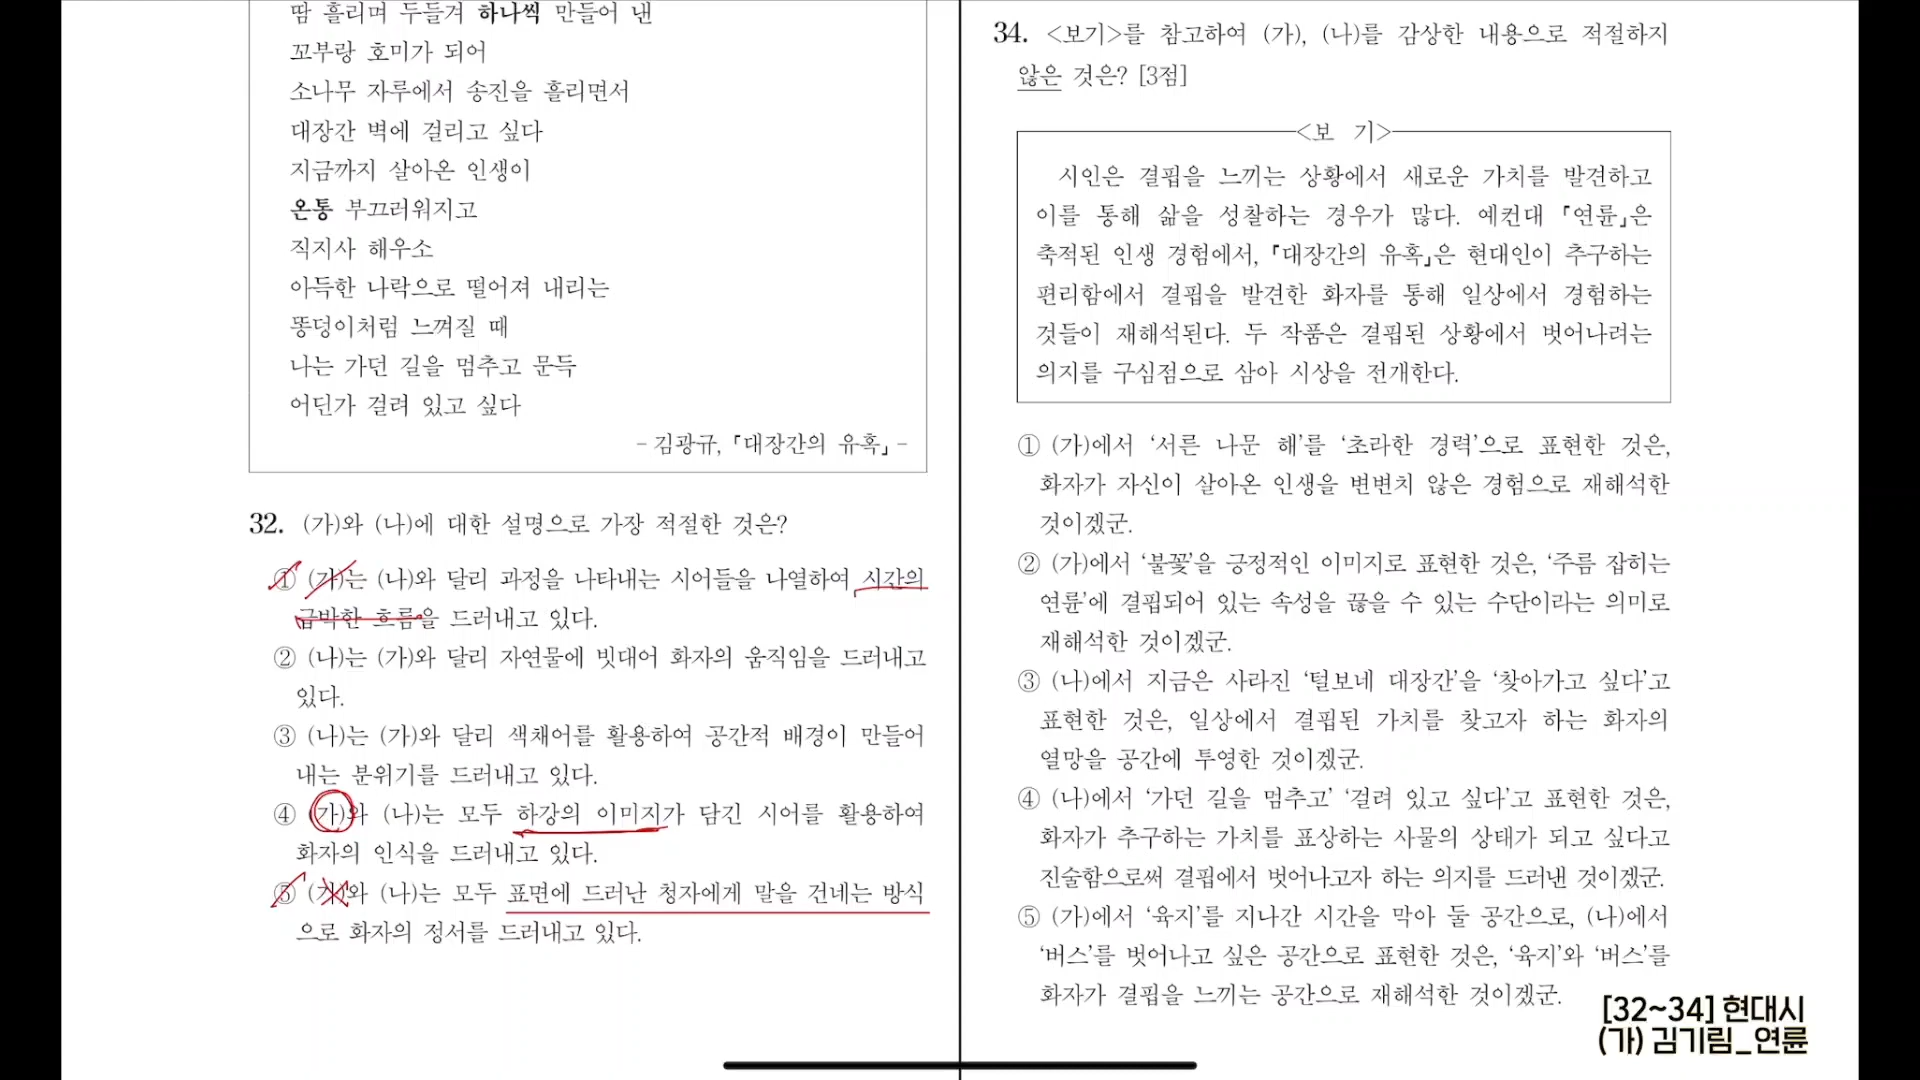 땀 흘리며 두들겨 하나씩 만들어 낸
꼬부랑 호미가 되어
소나무 자루에서 송진을 흘리면서
대장간 벽에 걸리고 싶다
지금까지 살아온 인생이
온통 부끄러워지고
직지사 해우소
아득한 나락으로 떨어져 내리는
똥덩이처럼 느껴질 때
나는 가던 길을 멈추고 문득
어딘가 걸려 있고 싶다
- 김광규, 「대장간의 유혹」 -
32. (가)와 (나)에 대한 설명으로 가장 적절한 것은?
① (가)는 (나)와 달리 과정을 나타내는 시어들을 나열하여 시간의
급박한 흐름을 드러내고 있다.
② (나)는 (가)와 달리 자연물에 빗대어 화자의 움직임을 드러내고
있다.
③ (나)는 (가)와 달리 색채어를 활용하여 공간적 배경이 만들어
내는 분위기를 드러내고 있다.
④ (가)와 (나)는 모두 하강의 이미지가 담긴 시어를 활용하여
화자의 인식을 드러내고 있다.
⑤ (가)와 (나)는 모두 표면에 드러난 청자에게 말을 건네는 방식
으로 화자의 정서를 드러내고 있다.
34. <보기>를 참고하여 (가), (나)를 감상한 내용으로 적절하지
않은 것은? [3점]
<보 기>
시인은 결핍을 느끼는 상황에서 새로운 가치를 발견하고
이를 통해 삶을 성찰하는 경우가 많다. 예컨대 「연륜」은
축적된 인생 경험에서, 「대장간의 유혹」은 현대인이 추구하는
편리함에서 결핍을 발견한 화자를 통해 일상에서 경험하는
것들이 재해석된다. 두 작품은 결핍된 상황에서 벗어나려는
의지를 구심점으로 삼아 시상을 전개한다.
① (가)에서 ‘서른 나문 해’를 ‘초라한 경력’으로 표현한 것은,
화자가 자신이 살아온 인생을 변변치 않은 경험으로 재해석한
것이겠군.
② (가)에서 ‘불꽃’을 긍정적인 이미지로 표현한 것은, ‘주름 잡히는
연륜’에 결핍되어 있는 속성을 끊을 수 있는 수단이라는 의미로
재해석한 것이겠군.
③ (나)에서 지금은 사라진 ‘털보네 대장간’을 ‘찾아가고 싶다’고
표현한 것은, 일상에서 결핍된 가치를 찾고자 하는 화자의
열망을 공간에 투영한 것이겠군.
④ (나)에서 ‘가던 길을 멈추고’ ‘걸려 있고 싶다’고 표현한 것은,
화자가 추구하는 가치를 표상하는 사물의 상태가 되고 싶다고
진술함으로써 결핍에서 벗어나고자 하는 의지를 드러낸 것이겠군.
⑤ (가)에서 ‘육지’를 지나간 시간을 막아 둘 공간으로, (나)에서
‘버스’를 벗어나고 싶은 공간으로 표현한 것은, ‘육지’와 ‘버스’를
화자가 결핍을 느끼는 공간으로 재해석한 것이겠군.
[32~34] 현대시
(가) 김기림_연륜